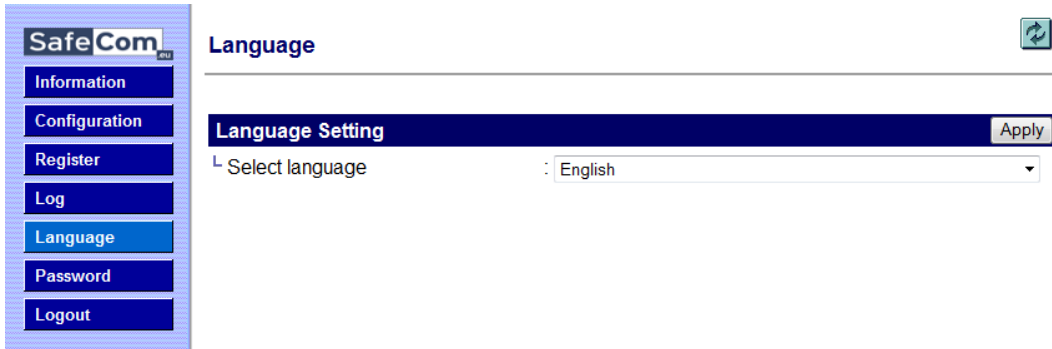 SafeCom
eu
Information
Configuration
Register
Log
Language
Password
Logout
Language
Language Setting Apply
Select language : English